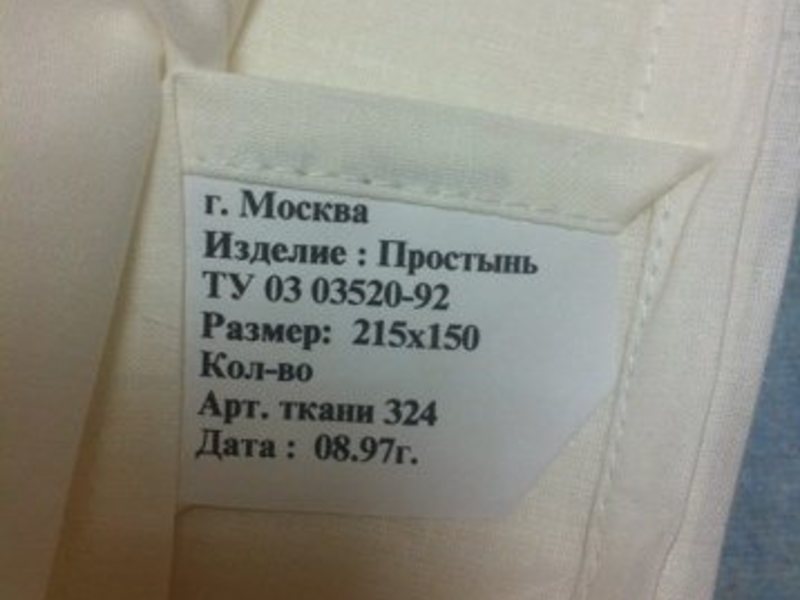 г. Москва
Изделие : Простынь
ТУ 03 03520-92
Размер: 215х150
Кол-во
Арт. ткани 324
Дата : 08.97г.